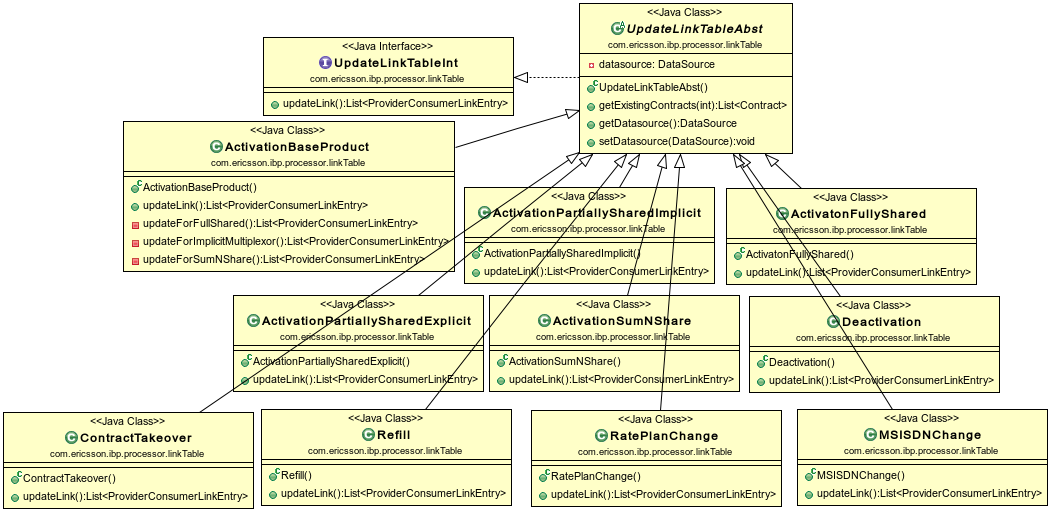 <<Java Class>>
UpdateLinkTableAbst
com.ericsson.ibp.processor.linkTable
datasource: DataSource
UpdateLinkTableAbst()
getExistingContracts(int):List<Contract>
getDatasource():DataSource
setDatasource(DataSource):void
<<Java Interface>>
UpdateLinkTableInt
com.ericsson.ibp.processor.linkTable
updateLink():List<ProviderConsumerLinkEntry>
<<Java Class>>
ActivationBaseProduct
com.ericsson.ibp.processor.linkTable
ActivationBaseProduct()
updateLink():List<ProviderConsumerLinkEntry>
updateForFullShared():List<ProviderConsumerLinkEntry>
updateForImplicitMultiplexor():List<ProviderConsumerLinkEntry>
updateForSumNShare():List<ProviderConsumerLinkEntry>
<<Java Class>>
ActivationPartiallySharedImplicit
com.ericsson.ibp.processor.linkTable
ActivationPartiallySharedImplicit()
updateLink():List<ProviderConsumerLinkEntry>
<<Java Class>>
ActivatonFullyShared
com.ericsson.ibp.processor.linkTable
ActivatonFullyShared()
updateLink():List<ProviderConsumerLinkEntry>
<<Java Class>>
ActivationPartiallySharedExplicit
com.ericsson.ibp.processor.linkTable
ActivationPartiallySharedExplicit()
updateLink():List<ProviderConsumerLinkEntry>
<<Java Class>>
ActivationSumNShare
com.ericsson.ibp.processor.linkTable
ActivationSumNShare()
updateLink():List<ProviderConsumerLinkEntry>
<<Java Class>>
Deactivation
com.ericsson.ibp.processor.linkTable
Deactivation()
updateLink():List<ProviderConsumerLinkEntry>
<<Java Class>>
ContractTakeover
com.ericsson.ibp.processor.linkTable
ContractTakeover()
updateLink():List<ProviderConsumerLinkEntry>
<<Java Class>>
Refill
com.ericsson.ibp.processor.linkTable
Refill()
updateLink():List<ProviderConsumerLinkEntry>
<<Java Class>>
RatePlanChange
com.ericsson.ibp.processor.linkTable
RatePlanChange()
updateLink():List<ProviderConsumerLinkEntry>
<<Java Class>>
MSISDNChange
com.ericsson.ibp.processor.linkTable
MSISDNChange()
updateLink():List<ProviderConsumerLinkEntry>